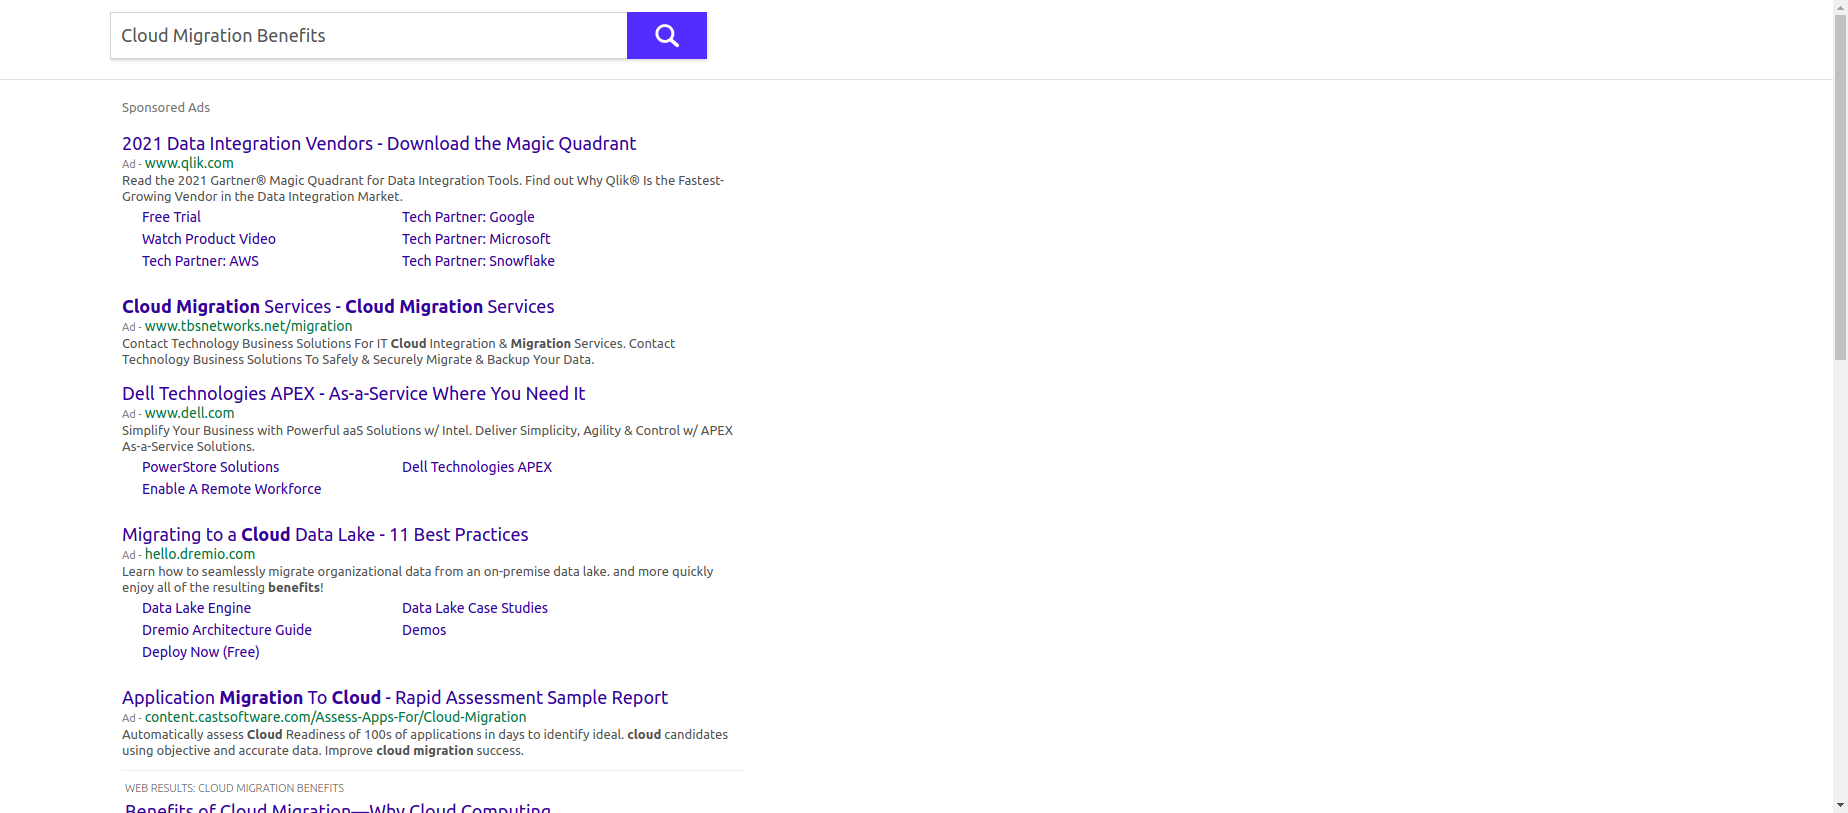 Cloud Migration Benefits
Sponsored Ads
2021 Data Integration Vendors - Download the Magic Quadrant
Ad - www.qlik.com
Read the 2021 Gartner® Magic Quadrant for Data Integration Tools. Find out Why Qlik® Is the Fastest-
Growing Vendor in the Data Integration Market.
Free Trial
Tech Partner: Google
Watch Product Video
Tech Partner: Microsoft
Tech Partner: AWS
Tech Partner: Snowflake
Cloud Migration Services - Cloud Migration Services
Ad - www.tbsnetworks.net/migration
Contact Technology Business Solutions For IT Cloud Integration & Migration Services. Contact
Technology Business Solutions To Safely & Securely Migrate & Backup Your Data.
Dell Technologies APEX - As-a-Service Where You Need It
Ad - www.dell.com
Simplify Your Business with Powerful aaS Solutions w/ Intel. Deliver Simplicity, Agility & Control w/ APEX
As-a-Service Solutions.
PowerStore Solutions
Dell Technologies APEX
Enable A Remote Workforce
Migrating to a Cloud Data Lake - 11 Best Practices
Ad - hello.dremio.com
Learn how to seamlessly migrate organizational data from an on-premise data lake. and more quickly
enjoy all of the resulting benefits!
Data Lake Engine
Data Lake Case Studies
Dremio Architecture Guide
Demos
Deploy Now (Free)
Application Migration To Cloud - Rapid Assessment Sample Report
Ad - content.castsoftware.com/Assess-Apps-For/Cloud-Migration
Automatically assess Cloud Readiness of 100s of applications in days to identify ideal. cloud candidates
using objective and accurate data. Improve cloud migration success.
WEB RESULTS: CLOUD MIGRATION BENEFITS
Benefits of Cloud Migration—Why Cloud Computing